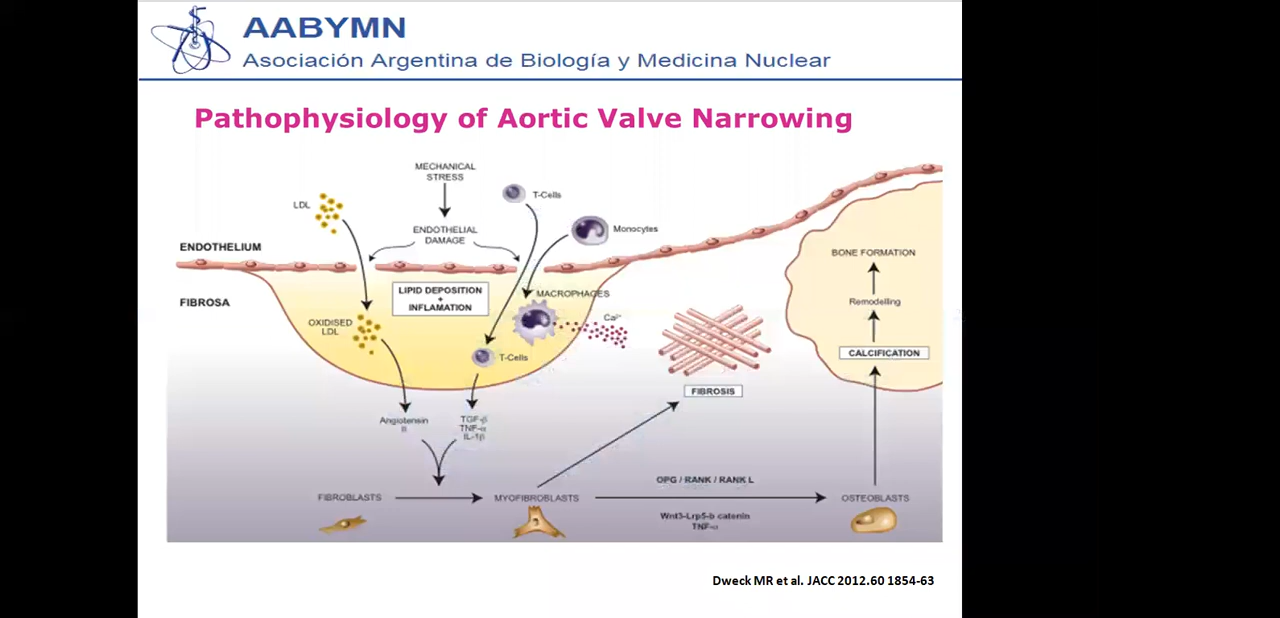 AABYMN
Asociación Argentina de Biología y Medicina Nuclear
Pathophysiology of Aortic Valve Narrowing
MECHANICAL
STRESS
T-Cells
LDL
Monocytes
ENDOTHELIAL
DAMAGE
ENDOTHELIUM
BONE FORMATION
LIPID DEPOSITION
+
INFLAMATION
MACROPHAGES
FIBROSA
Remodelling
Ca²⁺
OXIDISED
LDL
T-Cells
CALCIFICATION
FIBROSIS
Angiotensin
II
TGF-β
TNF-α
IL-1β
OPG / RANK / RANK L
FIBROBLASTS
MYOFIBROBLASTS
OSTEOBLASTS
Wnt3-Lrp5-b catenin
TNF-α
Dweck MR et al. JACC 2012.60 1854-63